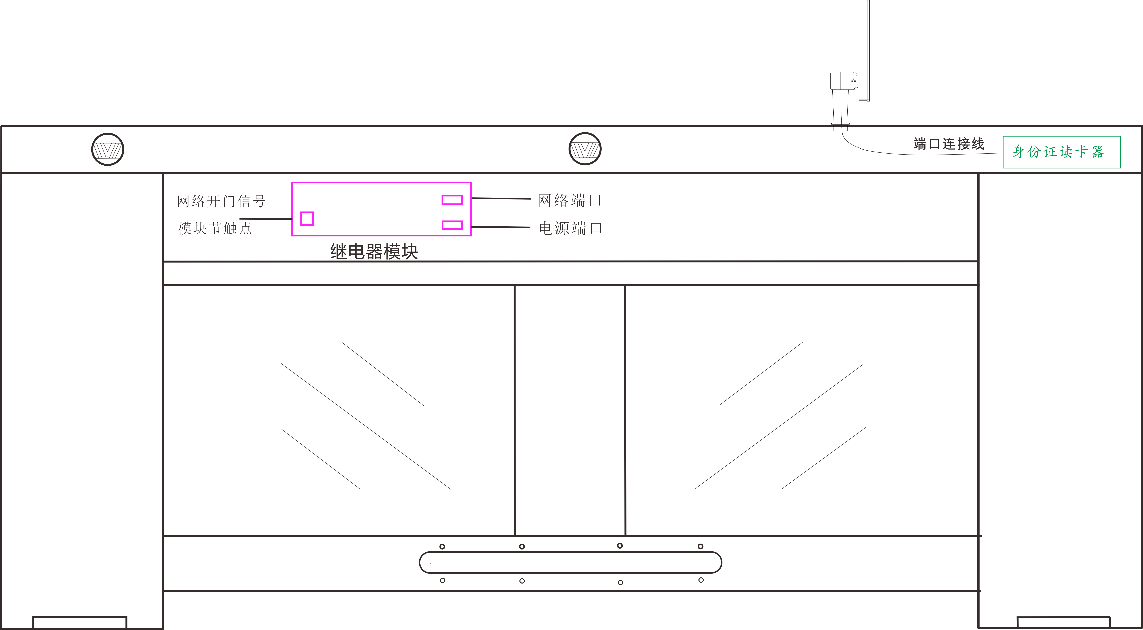 端口连接线
身份证读卡器
网络开门信号
模块节触点
网络端口
电源端口
继电器模块